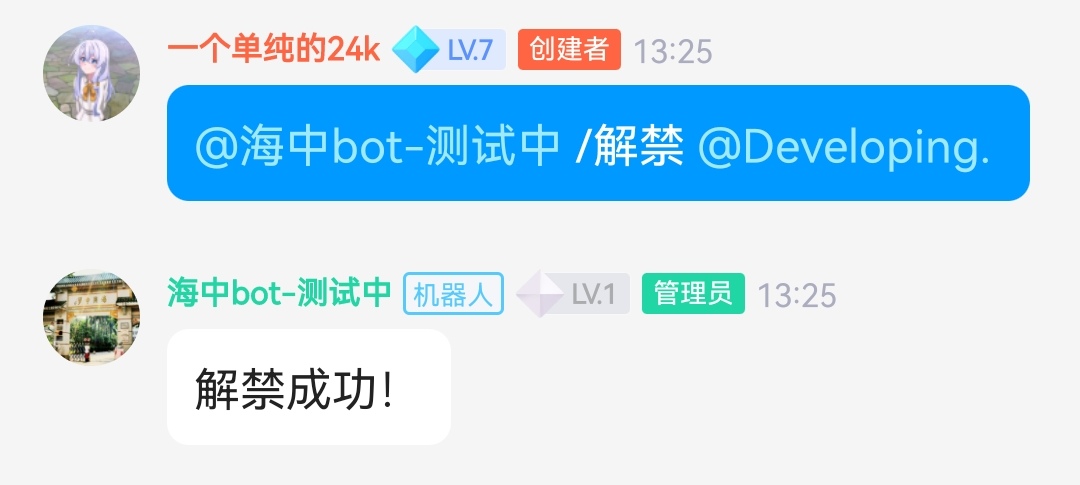 一个单纯的24k LV.7 创建者 13:25
@海中bot-测试中 /解禁 @Developing.
海中bot-测试中 机器人 LV.1 管理员 13:25
解禁成功！